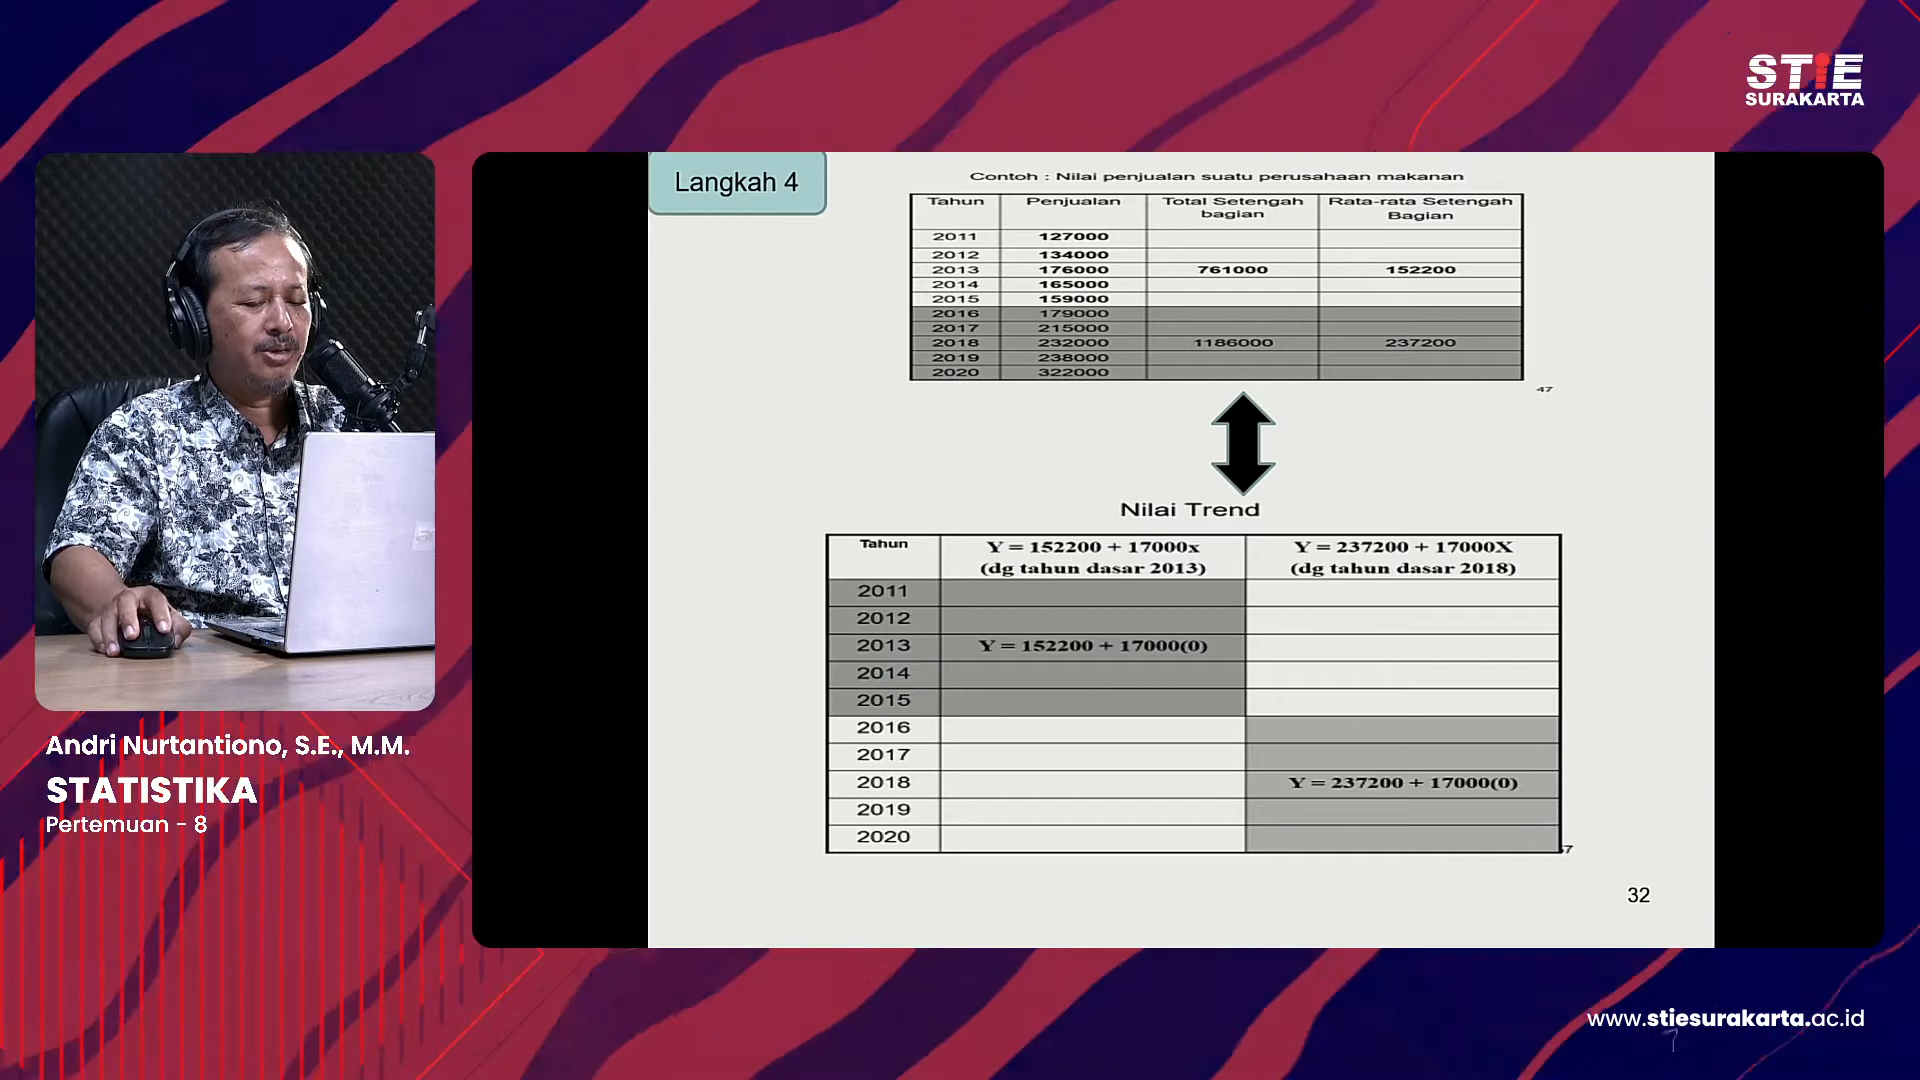 STiE
SURAKARTA
Langkah 4
Contoh : Nilai penjualan suatu perusahaan makanan
Tahun Penjualan Total Setengah bagian Rata-rata Setengah Bagian
2011 127000
2012 134000
2013 176000 761000 152200
2014 165000
2015 159000
2016 179000
2017 215000
2018 232000 1186000 237200
2019 238000
2020 322000
47
Nilai Trend
Tahun Y = 152200 + 17000x (dg tahun dasar 2013) Y = 237200 + 17000X (dg tahun dasar 2018)
2011
2012
2013 Y = 152200 + 17000(0)
2014
2015
2016
2017
2018 Y = 237200 + 17000(0)
2019
2020
32
Andri Nurtantiono, S.E., M.M.
STATISTIKA
Pertemuan - 8
www.stiesurakarta.ac.id